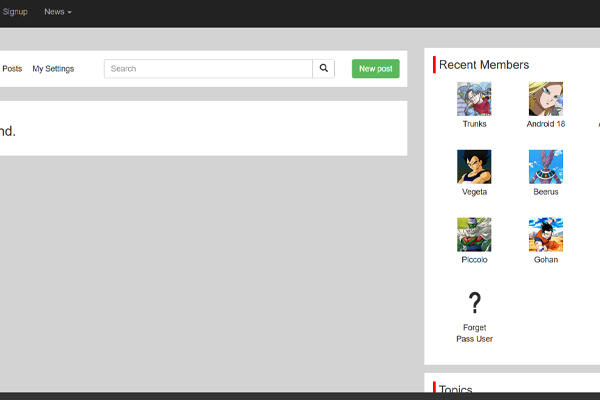 Signup News
Posts My Settings Search New post
nd.
Recent Members
Trunks Android 18
Vegeta Beerus
Piccolo Gohan
?
Forget
Pass User
Topics